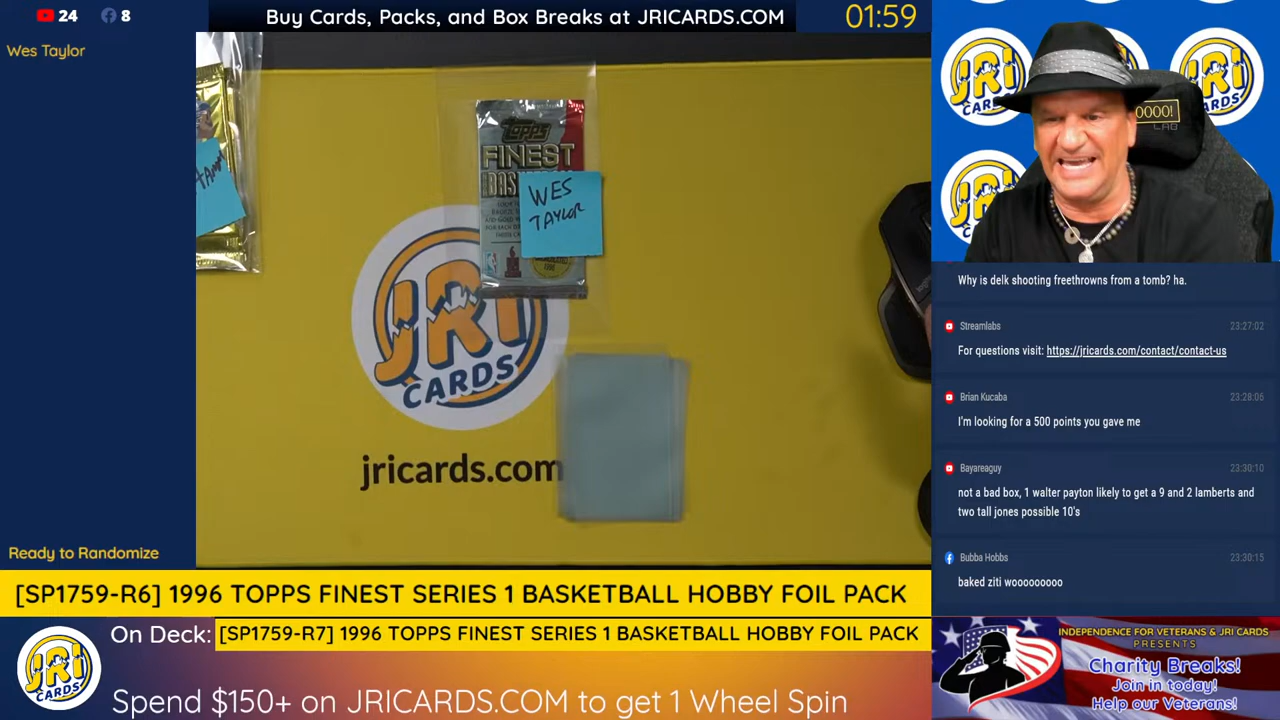 24
8
Buy Cards, Packs, and Box Breaks at JRICARDS.COM
01:59
Wes Taylor
Topps
FINEST
WES
TAYLOR
JRI
CARDS
jricards.com
JRI
CARDS
0000!
LAB
Why is delk shooting freethrowns from a tomb? ha.
Streamlabs
23:27:02
For questions visit: https://jricards.com/contact/contact-us
Brian Kucaba
23:28:06
I'm looking for a 500 points you gave me
Bayareaguy
23:30:10
not a bad box, 1 walter payton likely to get a 9 and 2 lamberts and
two tall jones possible 10's
Bubba Hobbs
23:30:15
baked ziti wooooooooo
Ready to Randomize
[SP1759-R6] 1996 TOPPS FINEST SERIES 1 BASKETBALL HOBBY FOIL PACK
JRI
CARDS
On Deck:
[SP1759-R7] 1996 TOPPS FINEST SERIES 1 BASKETBALL HOBBY FOIL PACK
Spend $150+ on JRICARDS.COM to get 1 Wheel Spin
INDEPENDENCE FOR VETERANS & JRI CARDS
PRESENTS
Charity Breaks!
Join in today!
Help our Veterans!